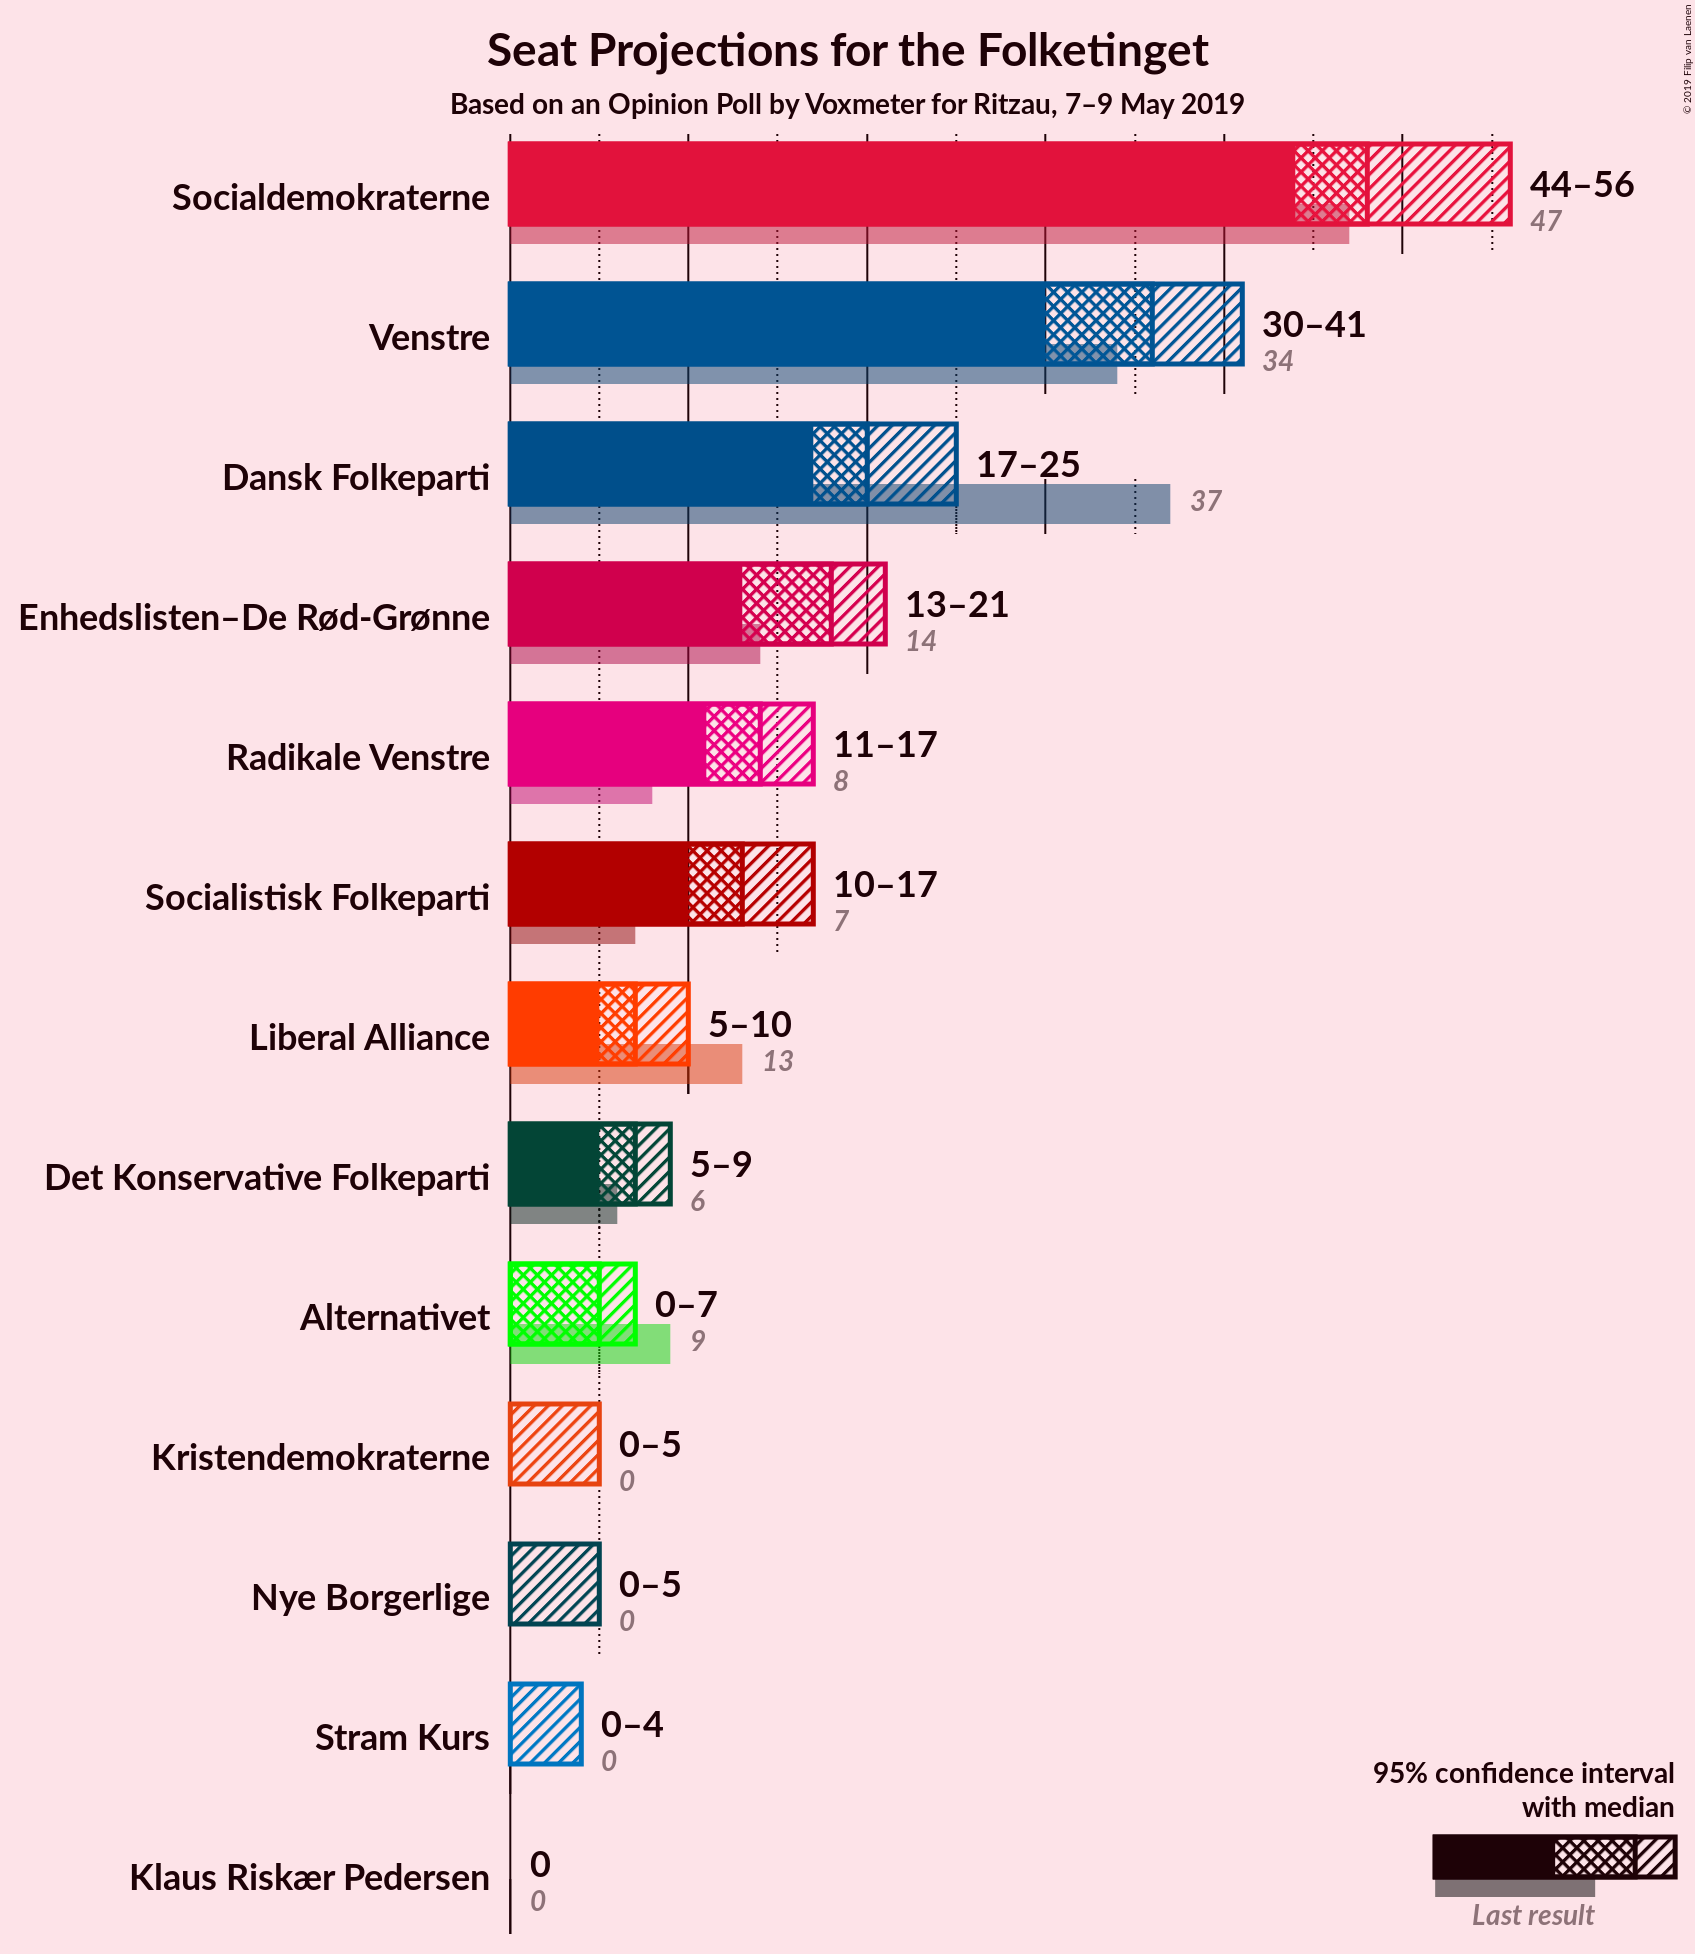 Seat Projections for the Folketinget
Based on an Opinion Poll by Voxmeter for Ritzau, 7–9 May 2019
© 2019 Filip van Laenen
Socialdemokraterne
44–56
47
Venstre
30–41
34
Dansk Folkeparti
17–25
37
Enhedslisten–De Rød-Grønne
13–21
14
Radikale Venstre
11–17
8
Socialistisk Folkeparti
10–17
7
Liberal Alliance
5–10
13
Det Konservative Folkeparti
5–9
6
Alternativet
0–7
9
Kristendemokraterne
0–5
0
Nye Borgerlige
0–5
0
Stram Kurs
0–4
0
Klaus Riskær Pedersen
0
0
95% confidence interval
with median
Last result